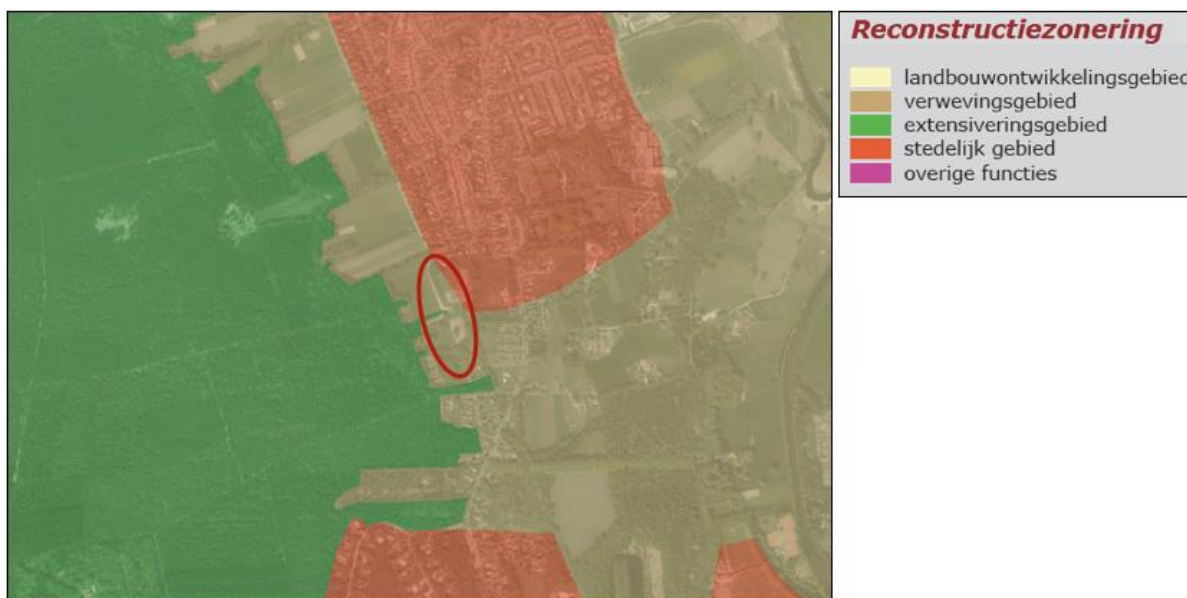 Reconstructiezonering
landbouwontwikkelingsgebied
verwevingsgebied
extensiveringsgebied
stedelijk gebied
overige functies